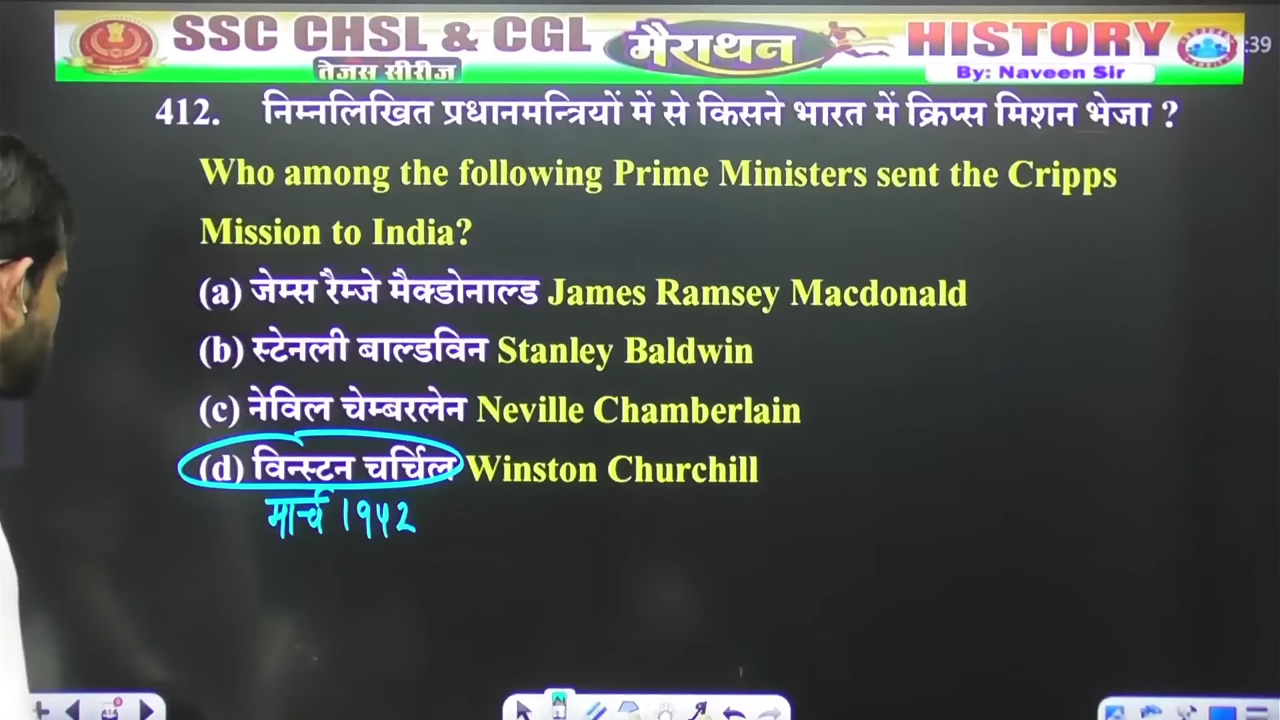 SSC CHSL & CGL मैराथन HISTORY
तेजस सीरीज By: Naveen Sir
:39
412. निम्नलिखित प्रधानमन्त्रियों में से किसने भारत में क्रिप्स मिशन भेजा ?
Who among the following Prime Ministers sent the Cripps
Mission to India?
(a) जेम्स रैम्जे मैक्डोनाल्ड James Ramsey Macdonald
(b) स्टेनली बाल्डविन Stanley Baldwin
(c) नेविल चेम्बरलेन Neville Chamberlain
(d) विन्स्टन चर्चिल Winston Churchill
मार्च १९५२